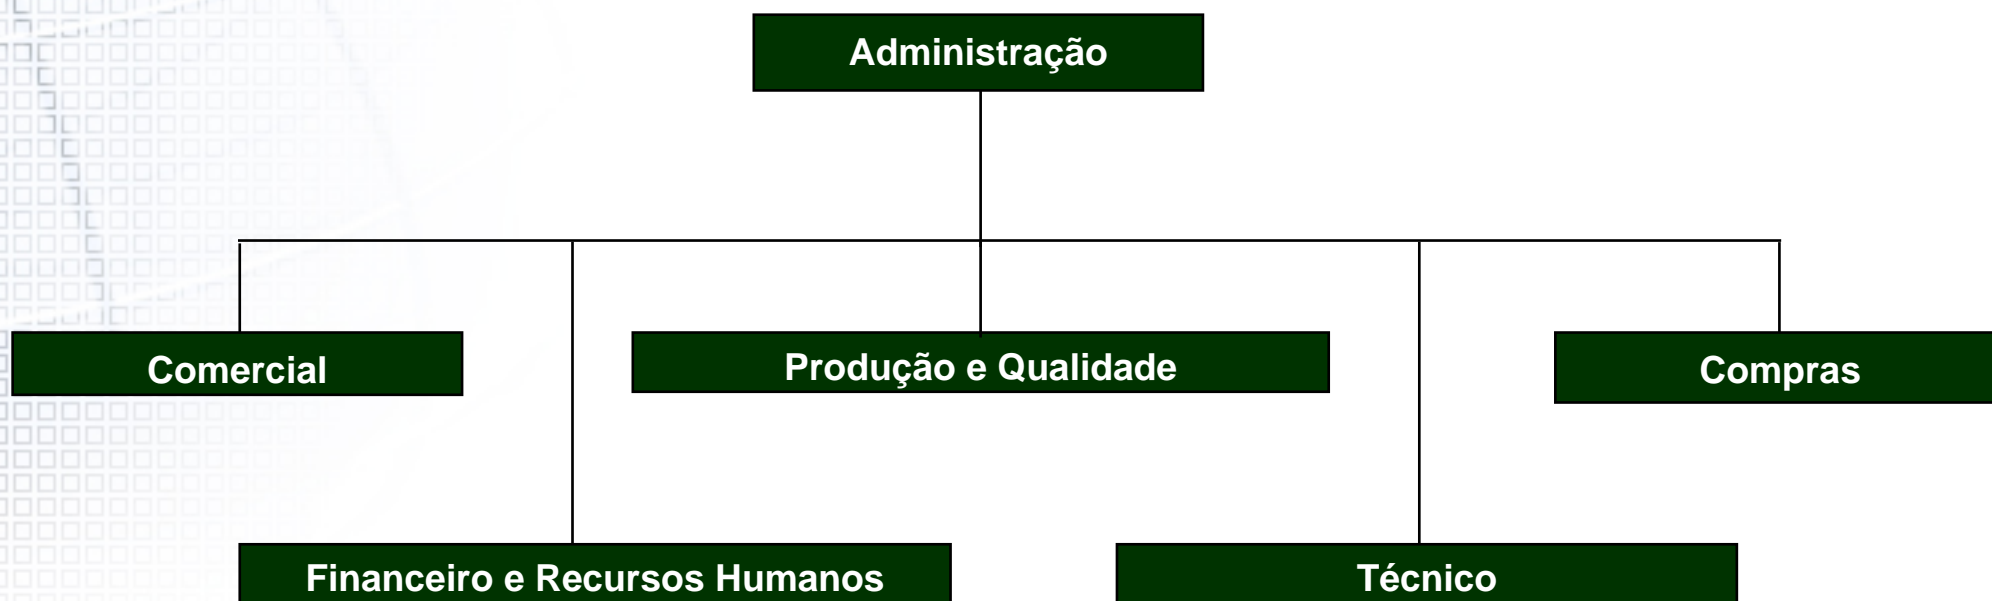 Administração
Comercial
Produção e Qualidade
Compras
Financeiro e Recursos Humanos
Técnico